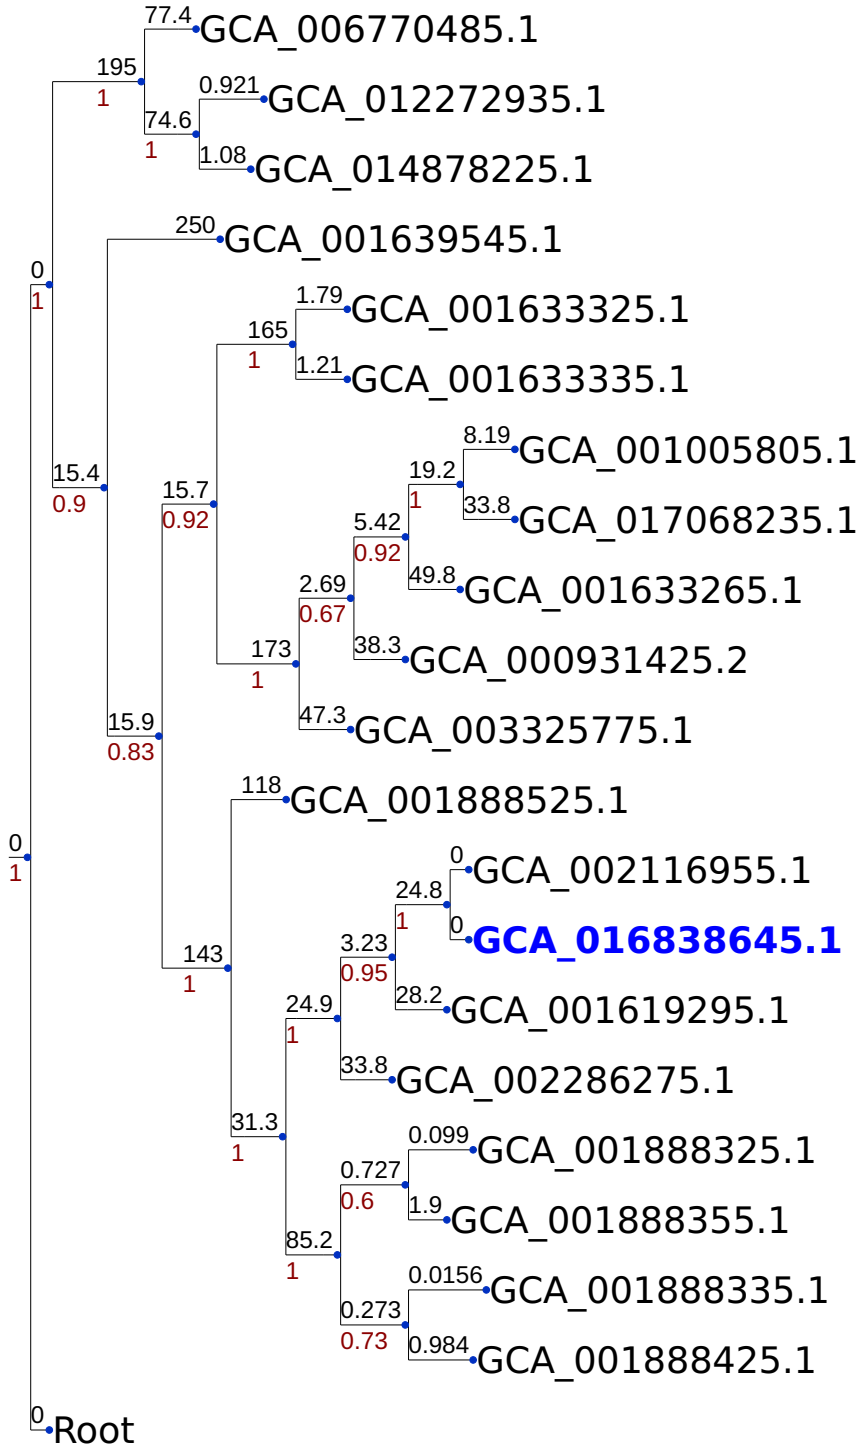 77.4
GCA_006770485.1
195
1
0.921
GCA_012272935.1
74.6
1
1.08
GCA_014878225.1
250
GCA_001639545.1
0
1
1.79
GCA_001633325.1
165
1
1.21
GCA_001633335.1
8.19
GCA_001005805.1
19.2
1
15.4
0.9
15.7
0.92
33.8
GCA_017068235.1
5.42
0.92
49.8
GCA_001633265.1
2.69
0.67
38.3
GCA_000931425.2
173
1
47.3
GCA_003325775.1
15.9
0.83
118
GCA_001888525.1
0
1
0
GCA_002116955.1
24.8
1
0
GCA_016838645.1
3.23
0.95
143
1
28.2
GCA_001619295.1
24.9
1
33.8
GCA_002286275.1
31.3
1
0.099
GCA_001888325.1
0.727
0.6
1.9
GCA_001888355.1
85.2
1
0.0156
GCA_001888335.1
0.273
0.73
0.984
GCA_001888425.1
0
Root